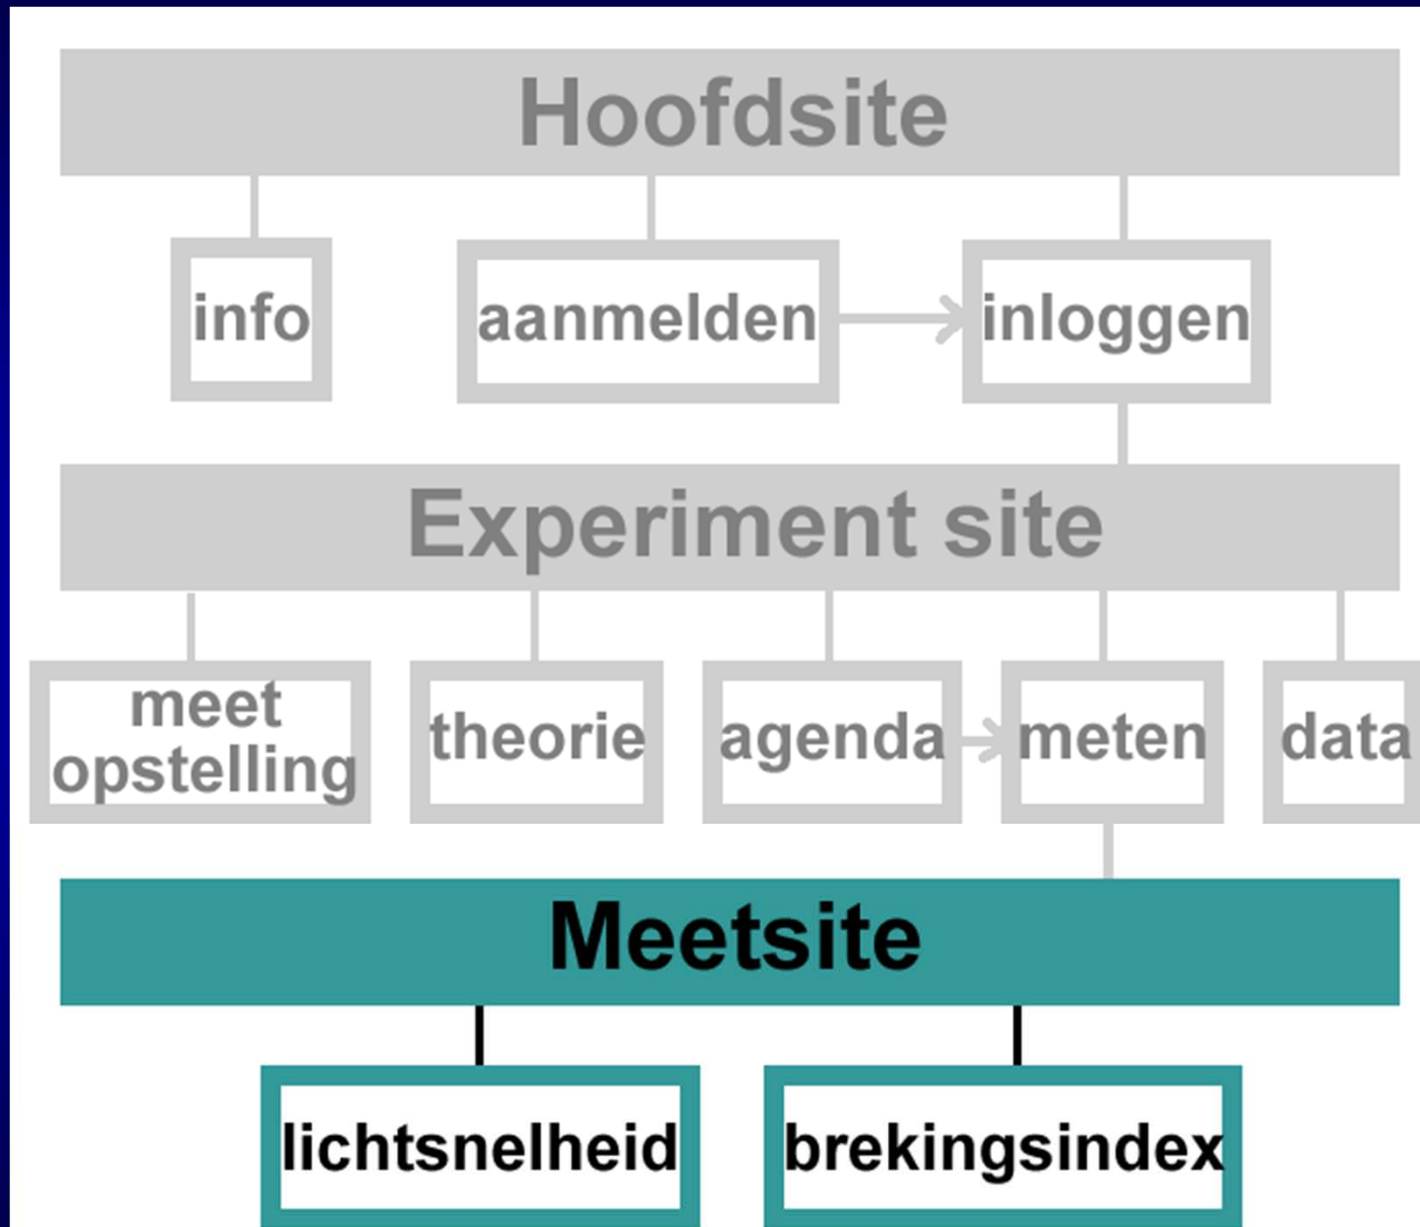 Hoofdsite
info
aanmelden
inloggen
Experiment site
meet
opstelling
theorie
agenda
meten
data
Meetsite
lichtsnelheid
brekingsindex